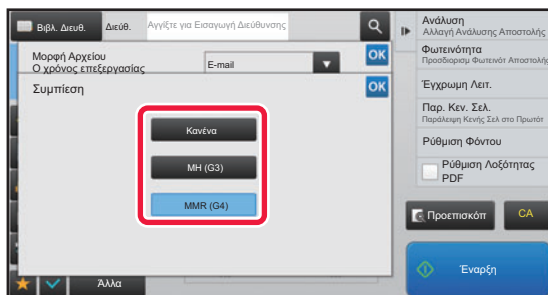 Βιβλ. Διευθ.
Διεύθ.
Αγγίξτε για Εισαγωγή Διεύθυνσης
Μορφή Αρχείου
Ο χρόνος επεξεργασίας
E-mail
OK
Συμπίεση
OK
Κανένα
MH (G3)
MMR (G4)
Άλλα
Ανάλυση
Αλλαγή Ανάλυσης Αποστολής
Φωτεινότητα
Προσδιορισμ Φωτεινότ Αποστολής
Έγχρωμη Λειτ.
Παρ. Κεν. Σελ.
Παράλειψη Κενής Σελ στο Πρωτότ
Ρύθμιση Φόντου
Ρύθμιση Λοξότητας
PDF
Προεπισκόπ
CA
Έναρξη